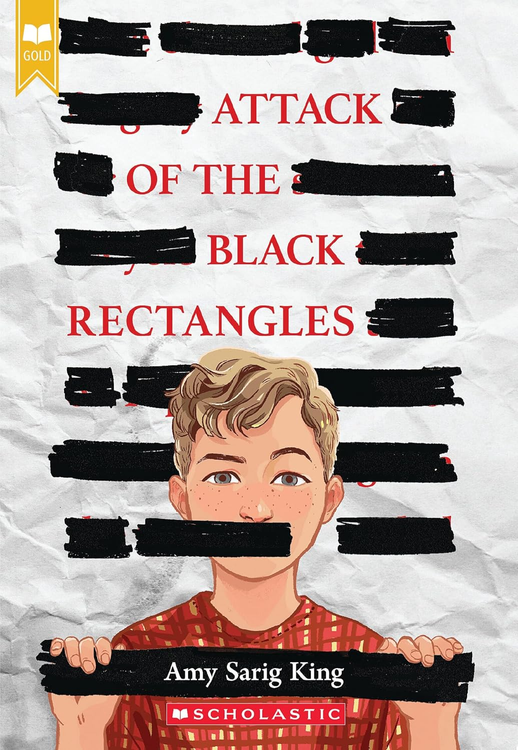 GOLD
ATTACK
OF THE
BLACK
RECTANGLES
Amy Sarig King
SCHOLASTIC